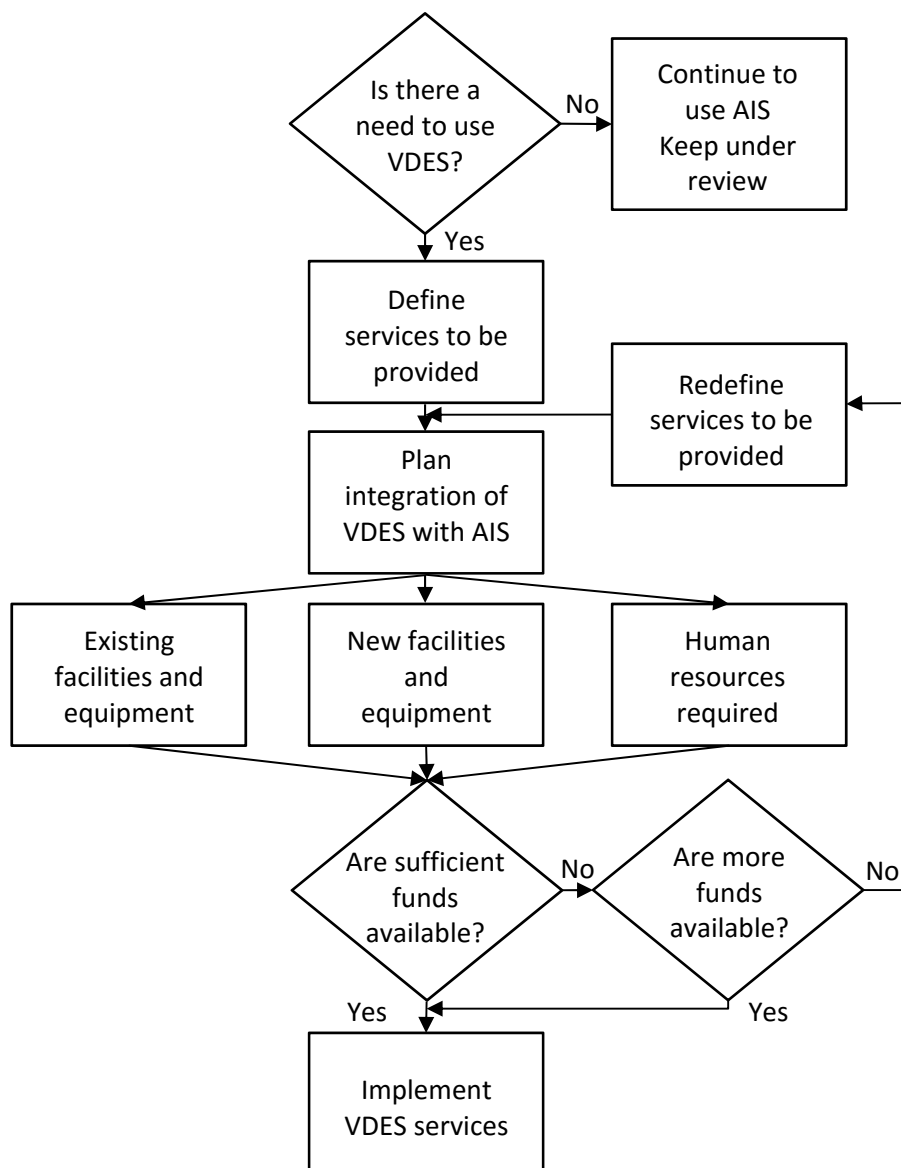 Is there a
need to use
VDES?
No
Continue to
use AIS
Keep under
review
Yes
Define
services to be
provided
Redefine
services to be
provided
Plan
integration of
VDES with AIS
Existing
facilities and
equipment
New facilities
and
equipment
Human
resources
required
Are sufficient
funds
available?
No
Are more
funds
available?
No
Yes
Yes
Implement
VDES services